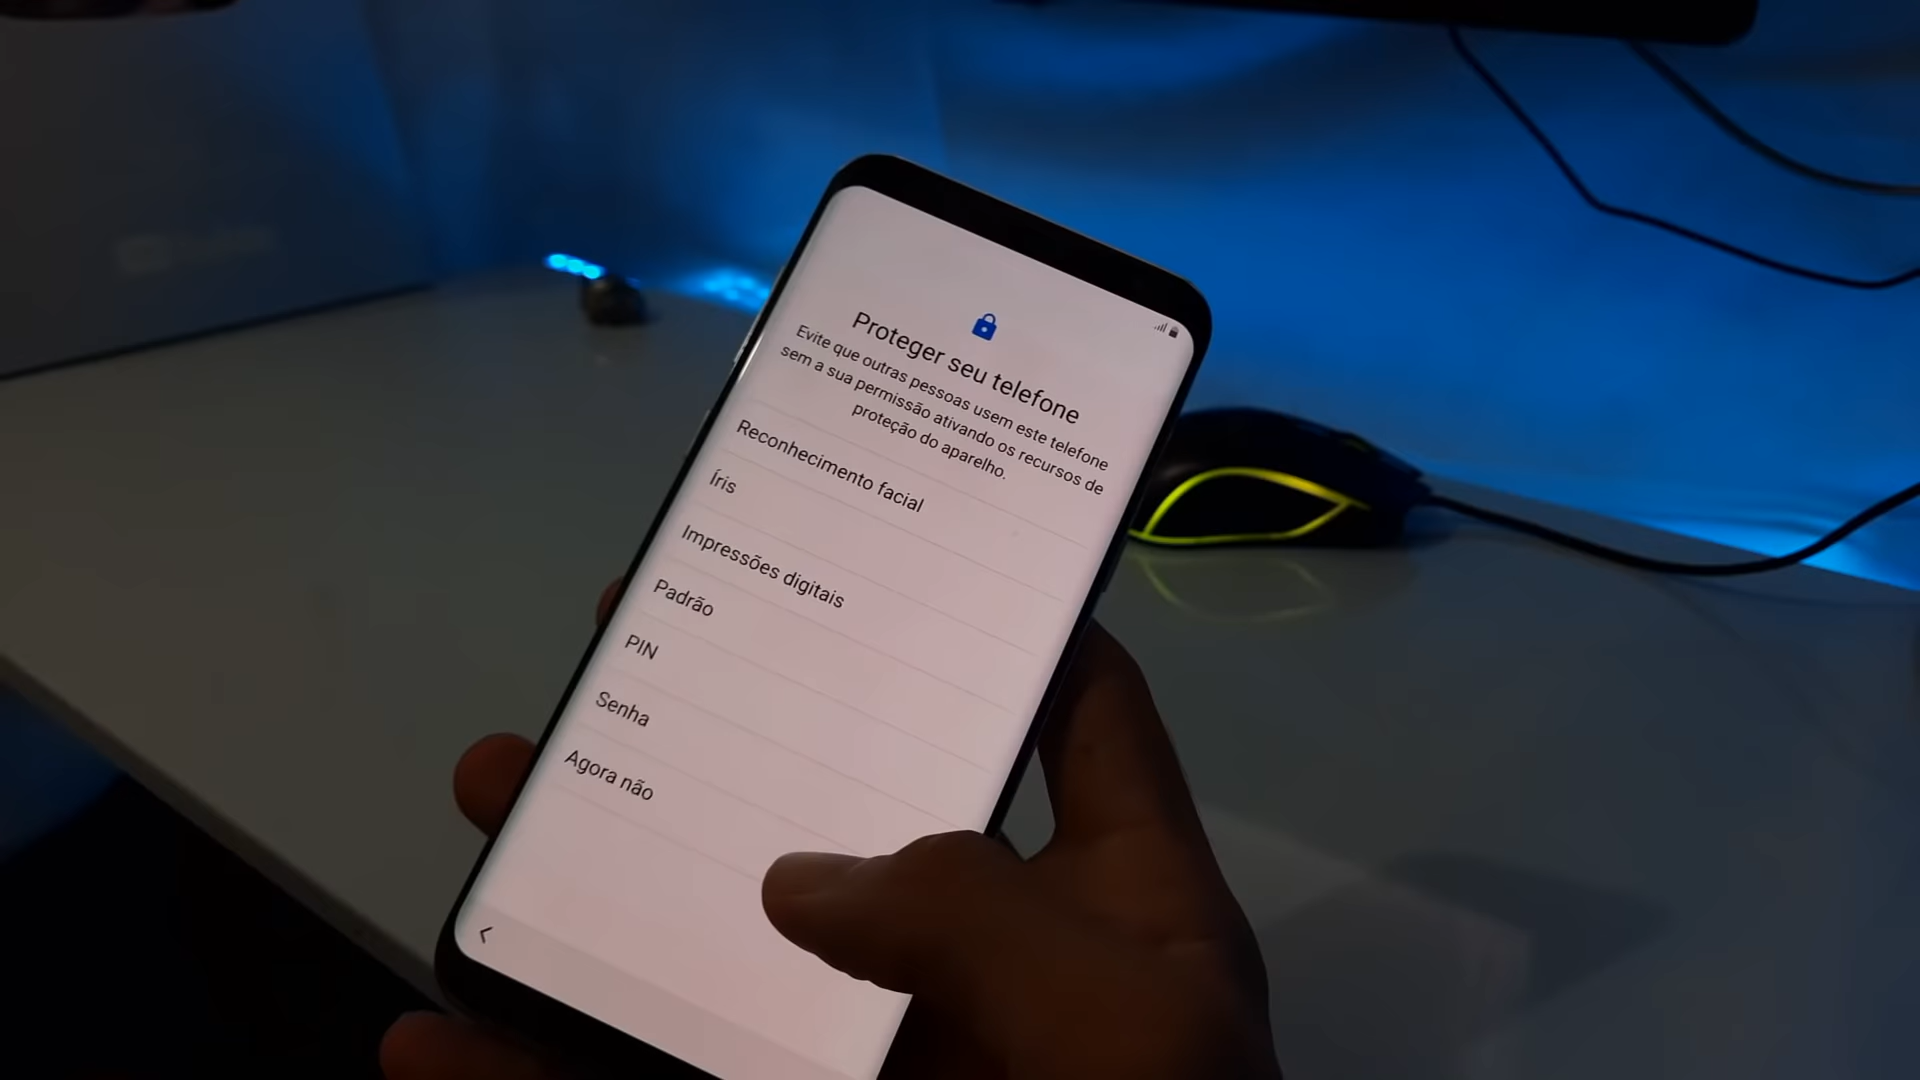 Proteger seu telefone
Evite que outras pessoas usem este telefone
sem a sua permissão ativando os recursos de
proteção do aparelho.
Reconhecimento facial
Íris
Impressões digitais
Padrão
PIN
Senha
Agora não